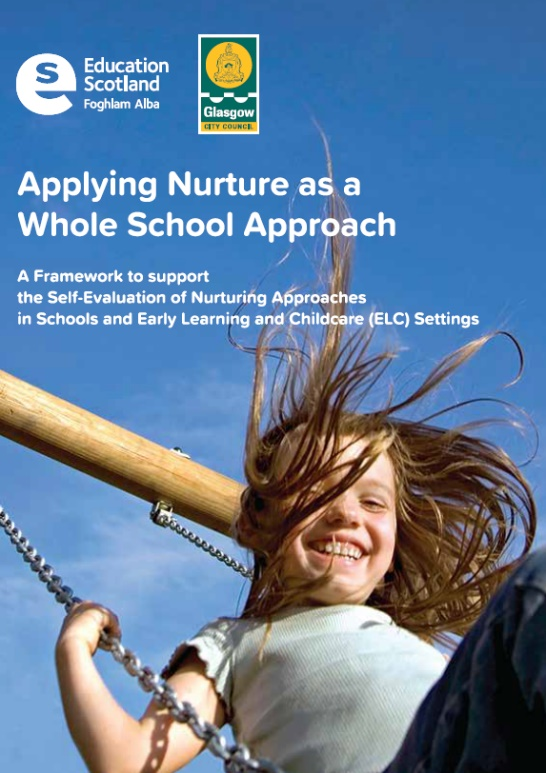 Education
Scotland
Foghlam Alba
Glasgow
CITY COUNCIL
Applying Nurture as a
Whole School Approach
A Framework to support
the Self-Evaluation of Nurturing Approaches
in Schools and Early Learning and Childcare (ELC) Settings